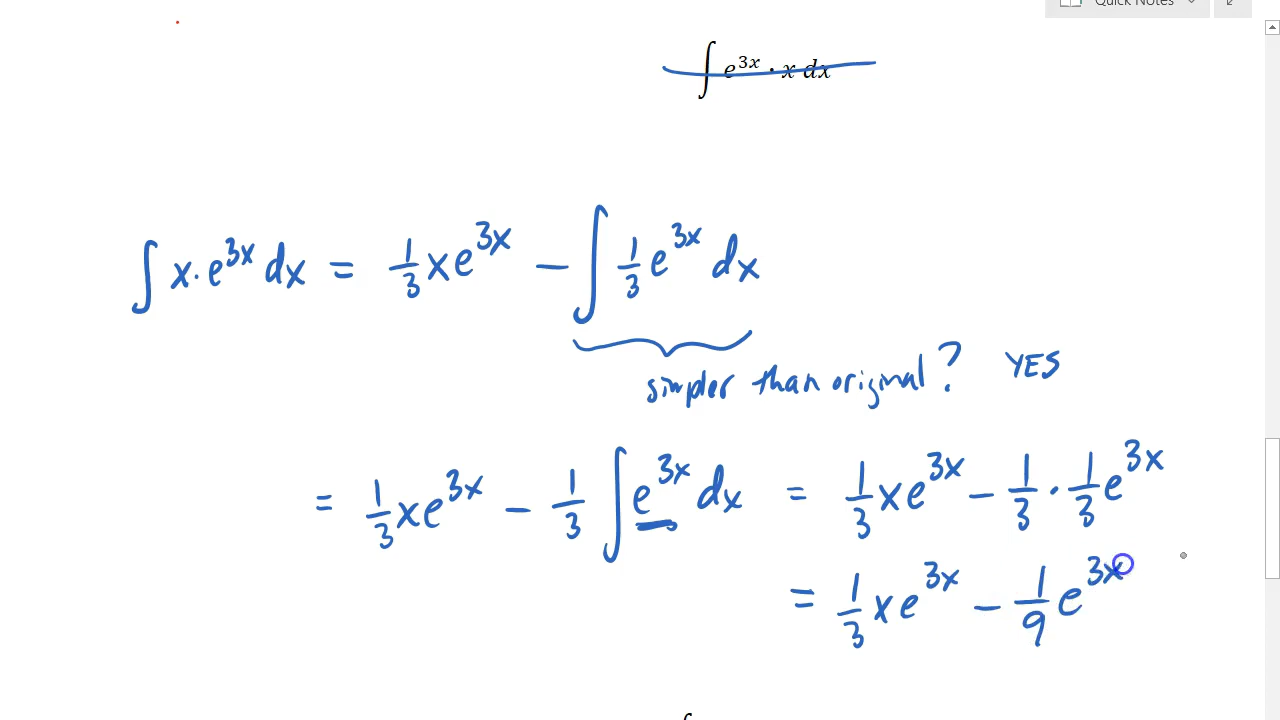 Quick Notes
∫ e^{3x} · x dx
∫ x · e^{3x} dx = 1/3 xe^{3x} − ∫ 1/3 e^{3x} dx
simpler than original? YES
= 1/3 xe^{3x} − 1/3 ∫ e^{3x} dx = 1/3 xe^{3x} − 1/3 · 1/3 e^{3x}
= 1/3 xe^{3x} − 1/9 e^{3x}